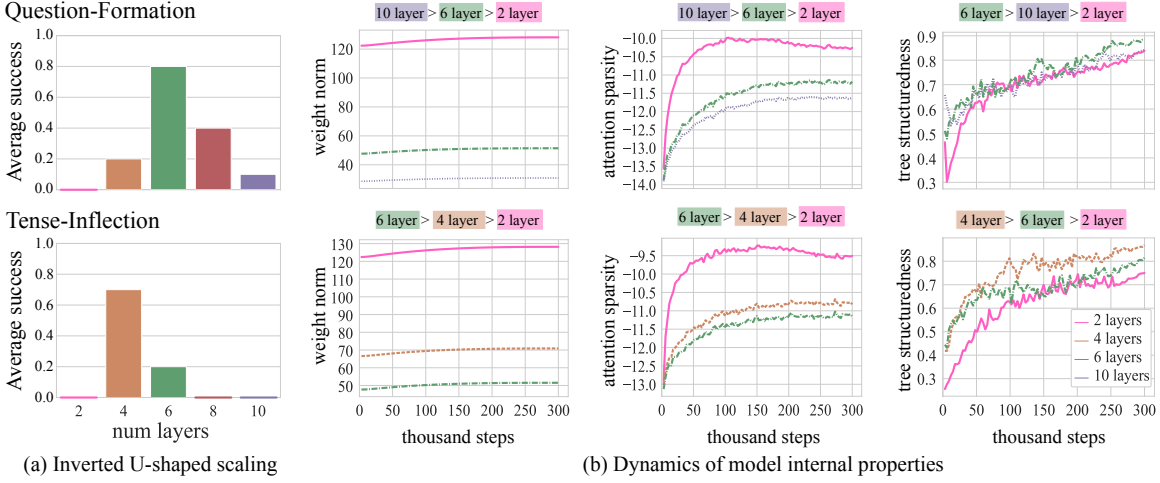 Question-Formation
10 layer > 6 layer > 2 layer
10 layer > 6 layer > 2 layer
6 layer > 10 layer > 2 layer
Average success
1.0
0.8
0.6
0.4
0.2
0.0
weight norm
120
100
80
60
40
attention sparsity
−10.0
−10.5
−11.0
−11.5
−12.0
−12.5
−13.0
−13.5
−14.0
tree structuredness
0.9
0.8
0.7
0.6
0.5
0.4
0.3
Tense-Inflection
6 layer > 4 layer > 2 layer
6 layer > 4 layer > 2 layer
4 layer > 6 layer > 2 layer
Average success
1.0
0.8
0.6
0.4
0.2
0.0
2 4 6 8 10
num layers
weight norm
130
120
110
100
90
80
70
60
50
0 50 100 150 200 250 300
thousand steps
attention sparsity
−9.5
−10.0
−10.5
−11.0
−11.5
−12.0
−12.5
−13.0
0 50 100 150 200 250 300
thousand steps
tree structuredness
0.8
0.7
0.6
0.5
0.4
0.3
2 layers
4 layers
6 layers
10 layers
0 50 100 150 200 250 300
thousand steps
(a) Inverted U-shaped scaling
(b) Dynamics of model internal properties